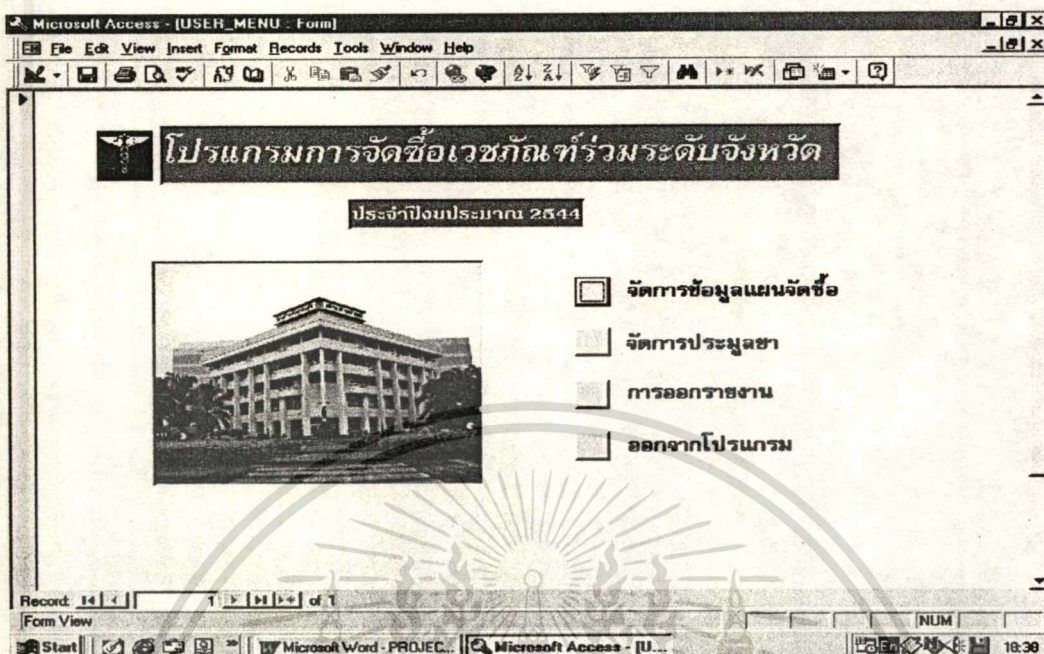 Microsoft Access - [USER_MENU : Form]
File Edit View Insert Format Records Tools Window Help
โปรแกรมการจัดซื้อเวชภัณฑ์ร่วมระดับจังหวัด
ประจำปีงบประมาณ 2544
จัดการข้อมูลแผนจัดซื้อ
จัดการประมูลยา
การออกรายงาน
ออกจากโปรแกรม
Record: 1 of 1
Form View NUM
Start Microsoft Word - PROJEC... Microsoft Access - [U... 18:38